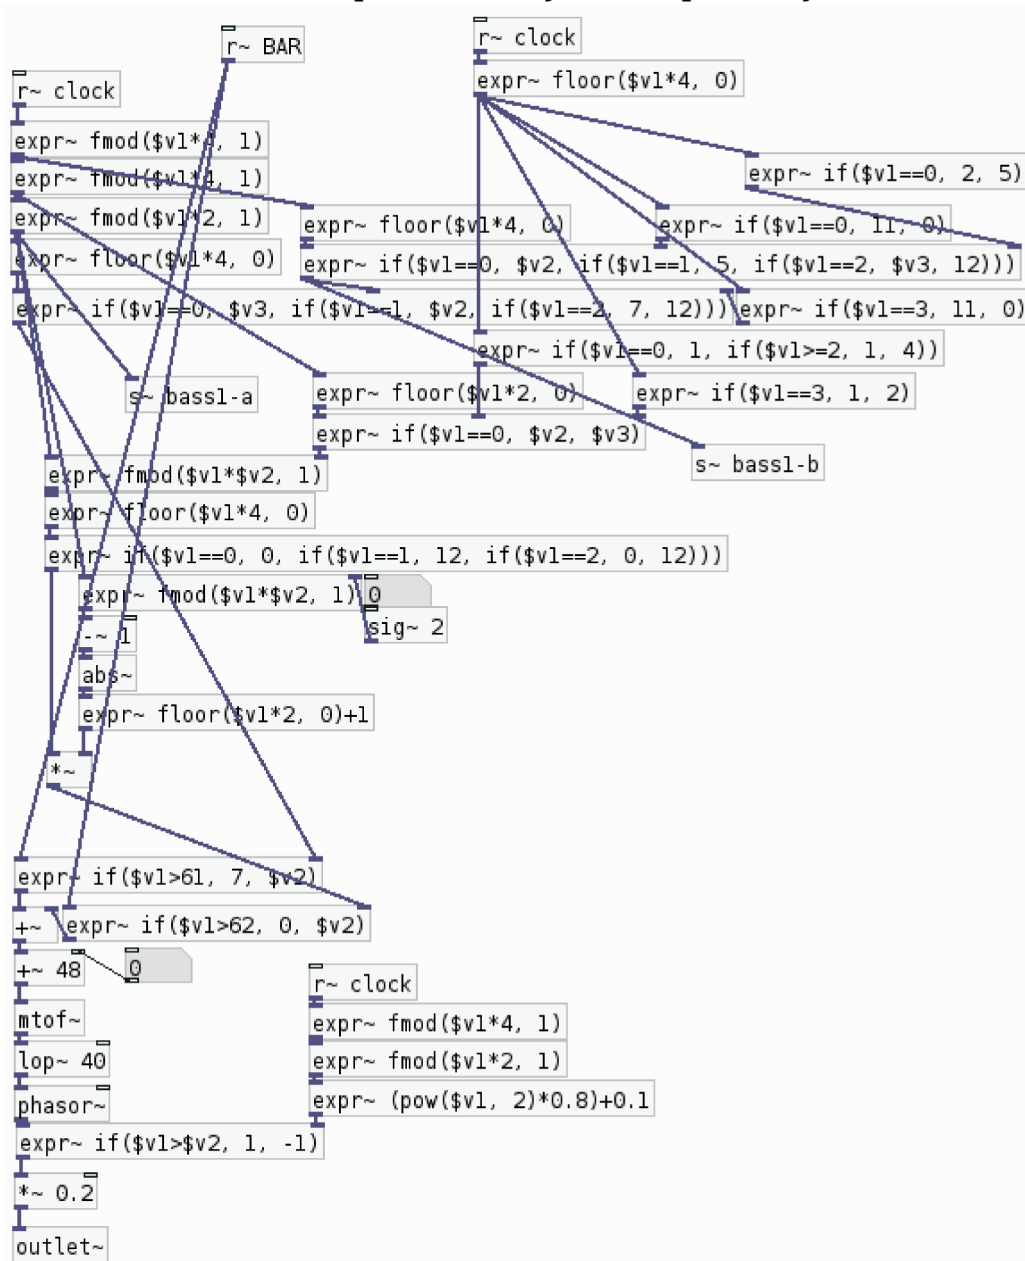 r~ BAR
r~ clock
r~ clock
expr~ floor($v1*4, 0)
expr~ fmod($v1*4, 1)
expr~ fmod($v1*4, 1)
expr~ if($v1==0, 2, 5)
expr~ fmod($v1*2, 1)
expr~ floor($v1*4, 0)
expr~ if($v1==0, 11, 0)
expr~ floor($v1*4, 0)
expr~ if($v1==0, $v2, if($v1==1, 5, if($v1==2, $v3, 12)))
expr~ if($v1==0, $v3, if($v1==1, $v2, if($v1==2, 7, 12)))
expr~ if($v1==3, 11, 0)
expr~ if($v1==0, 1, if($v1>=2, 1, 4))
s~ bass1-a
expr~ floor($v1*2, 0)
expr~ if($v1==3, 1, 2)
expr~ if($v1==0, $v2, $v3)
s~ bass1-b
expr~ fmod($v1*$v2, 1)
expr~ floor($v1*4, 0)
expr~ if($v1==0, 0, if($v1==1, 12, if($v1==2, 0, 12)))
expr~ fmod($v1*$v2, 1)
0
sig~ 2
-~ 1
abs~
expr~ floor($v1*2, 0)+1
*~
expr~ if($v1>61, 7, $v2)
+~
expr~ if($v1>62, 0, $v2)
+~ 48
0
r~ clock
mtof~
expr~ fmod($v1*4, 1)
lop~ 40
expr~ fmod($v1*2, 1)
phasor~
expr~ (pow($v1, 2)*0.8)+0.1
expr~ if($v1>$v2, 1, -1)
*~ 0.2
outlet~